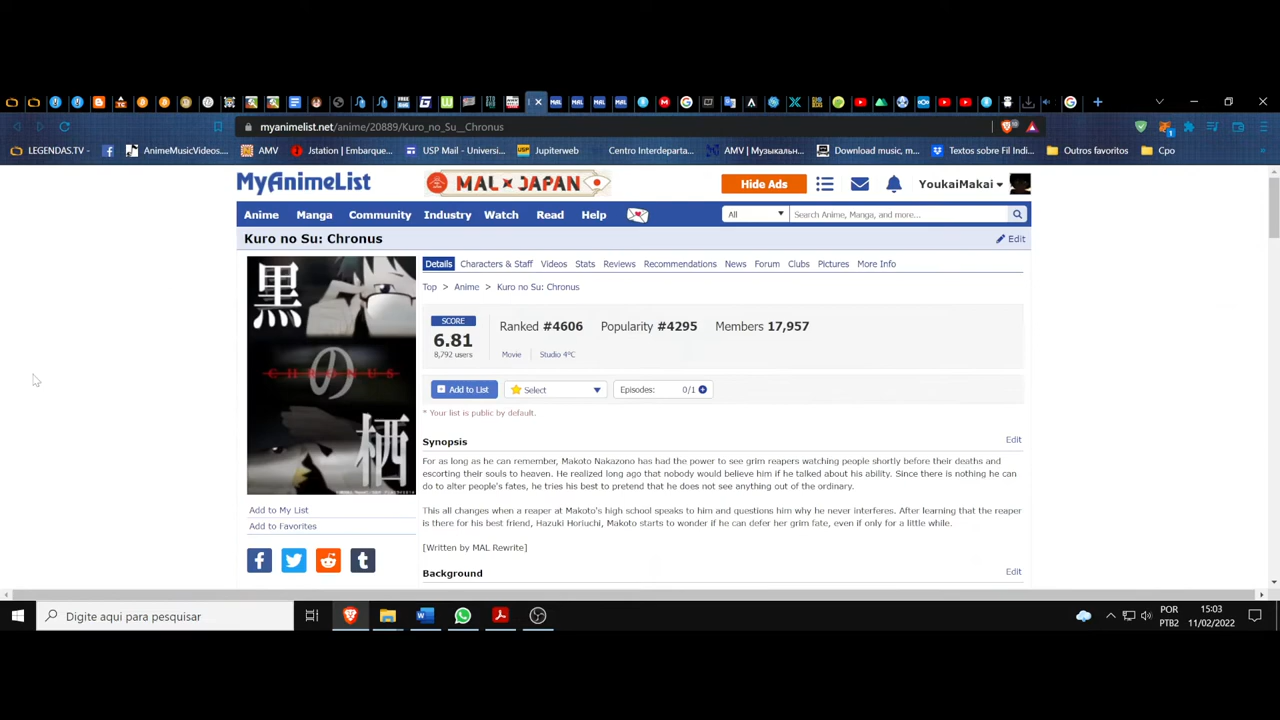 myanimelist.net/anime/20889/Kuro_no_Su__Chronus
LEGENDAS.TV - AnimeMusicVideos... AMV Jstation | Embarque... USP Mail - Universi... Jupiterweb Centro Interdeparta... AMV | Музыкальн... Download music, m... Textos sobre Fil Indi... Outros favoritos Cpo
MyAnimeList MAL×JAPAN Hide Ads YoukaiMakai
Anime Manga Community Industry Watch Read Help All Search Anime, Manga, and more...
Kuro no Su: Chronus Edit
黒
の
栖
CHRONUS
Details Characters & Staff Videos Stats Reviews Recommendations News Forum Clubs Pictures More Info
Top > Anime > Kuro no Su: Chronus
SCORE
6.81
8,792 users
Ranked #4606 Popularity #4295 Members 17,957
Movie Studio 4°C
Add to List Select Episodes: 0/1
* Your list is public by default.
Synopsis Edit
For as long as he can remember, Makoto Nakazono has had the power to see grim reapers watching people shortly before their deaths and
escorting their souls to heaven. He realized long ago that nobody would believe him if he talked about his ability. Since there is nothing he can
do to alter people's fates, he tries his best to pretend that he does not see anything out of the ordinary.
This all changes when a reaper at Makoto's high school speaks to him and questions him why he never interferes. After learning that the reaper
is there for his best friend, Hazuki Horiuchi, Makoto starts to wonder if he can defer her grim fate, even if only for a little while.
[Written by MAL Rewrite]
Background Edit
Add to My List
Add to Favorites
Digite aqui para pesquisar
POR
PTB2
15:03
11/02/2022